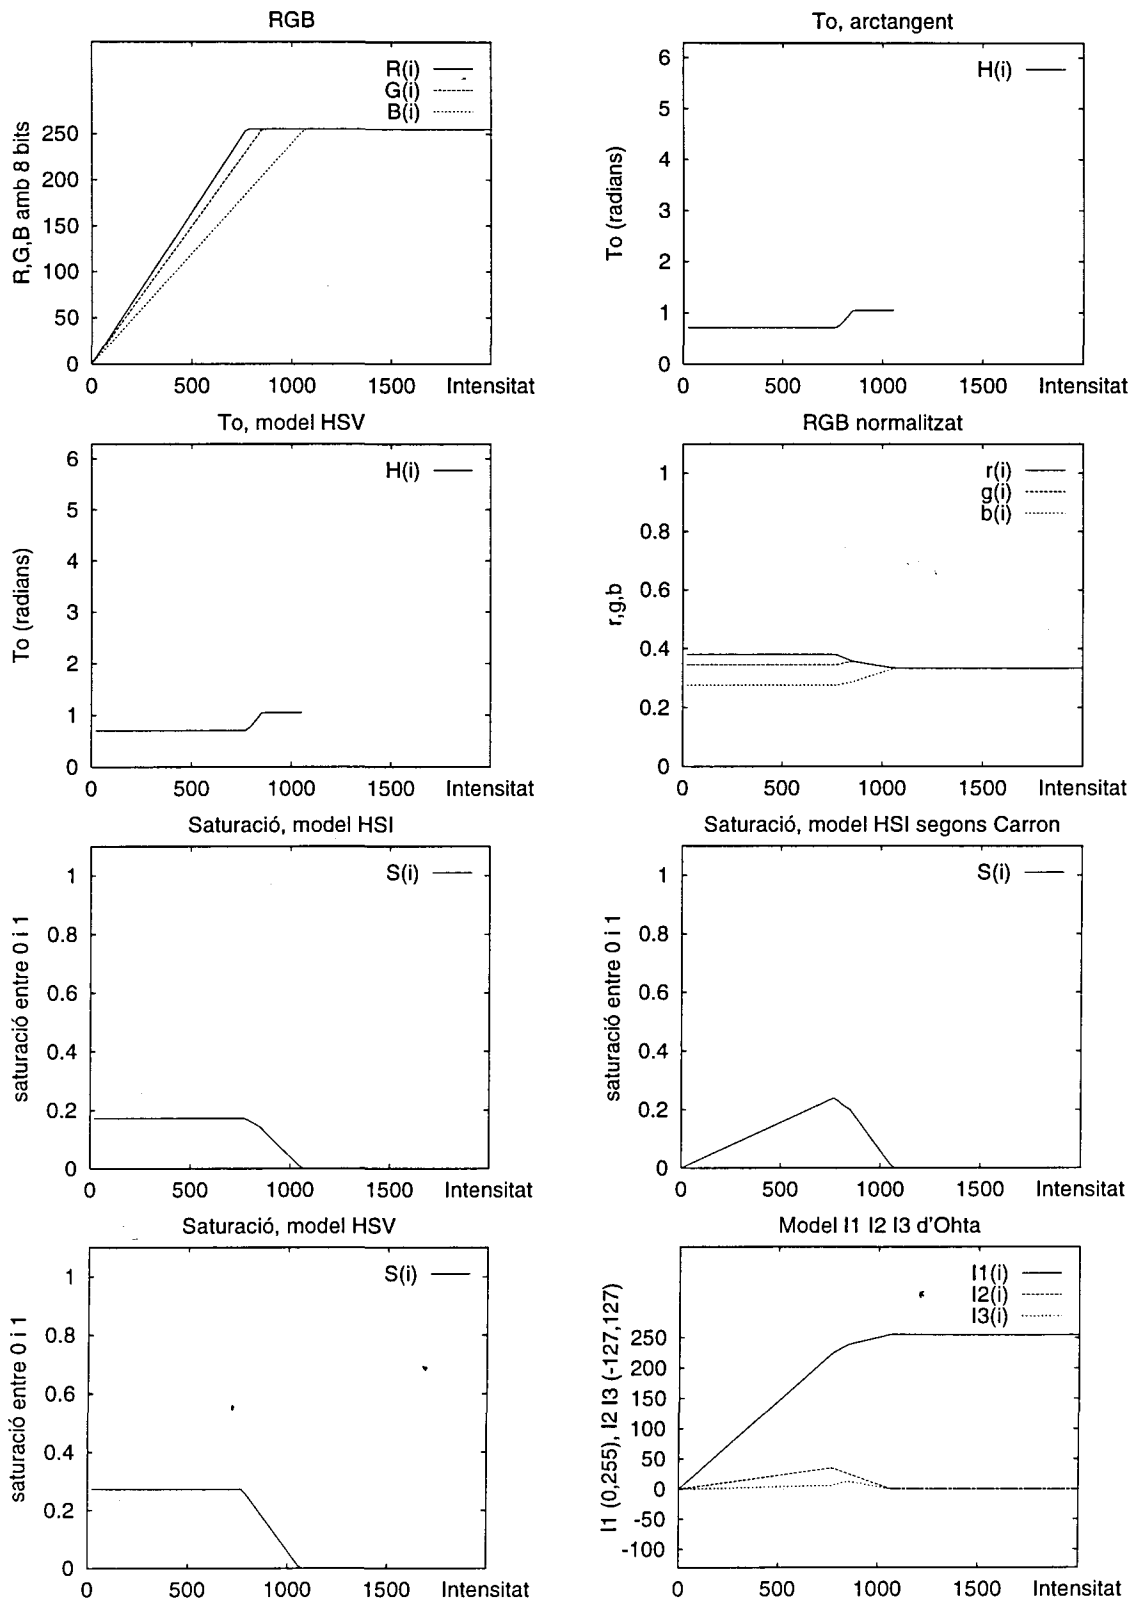 RGB
R(i)
G(i)
B(i)
R,G,B amb 8 bits
250
200
150
100
50
0
0 500 1000 1500 Intensitat
To, arctangent
H(i)
To (radians)
6
5
4
3
2
1
0
0 500 1000 1500 Intensitat
To, model HSV
H(i)
To (radians)
6
5
4
3
2
1
0
0 500 1000 1500 Intensitat
RGB normalitzat
r(i)
g(i)
b(i)
r,g,b
1
0.8
0.6
0.4
0.2
0
0 500 1000 1500 Intensitat
Saturació, model HSI
S(i)
saturació entre 0 i 1
1
0.8
0.6
0.4
0.2
0
0 500 1000 1500 Intensitat
Saturació, model HSI segons Carron
S(i)
saturació entre 0 i 1
1
0.8
0.6
0.4
0.2
0
0 500 1000 1500 Intensitat
Saturació, model HSV
S(i)
saturació entre 0 i 1
1
0.8
0.6
0.4
0.2
0
0 500 1000 1500 Intensitat
Model I1 I2 I3 d'Ohta
I1(i)
I2(i)
I3(i)
I1 (0,255), I2 I3 (-127,127)
250
200
150
100
50
0
-50
-100
0 500 1000 1500 Intensitat